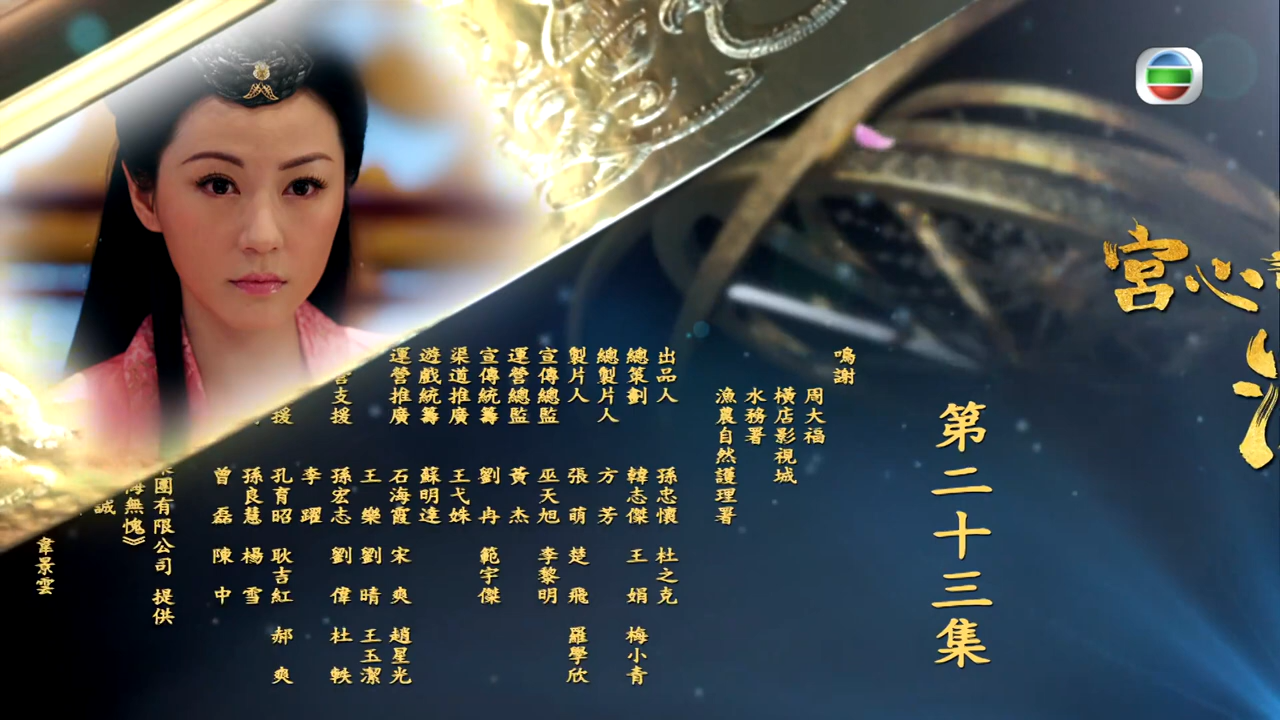 宮心
第二十三集
鳴謝
周大福
橫店影視城
水務署
漁農自然護理署
出品人 孫忠懷 杜之克
總策劃 韓志傑 王娟 梅小青
總製片人 方芳
製片人 張萌 楚飛 羅學欣
宣傳總監 巫天旭 李黎明
運營總監 黃杰
宣傳統籌 劉冉 範宇傑
渠道推廣 王弋姝
遊戲統籌 蘇明達
運營推廣 石海霞 宋爽 趙星光
王樂 劉晴 王玉潔
支援 孫宏志 劉偉 杜軼
李躍
援 孔育昭 耿吉紅 郝爽
孫良慧 楊雪
曾磊 陳中
團有限公司 提供
無愧》
誠
韋景雲